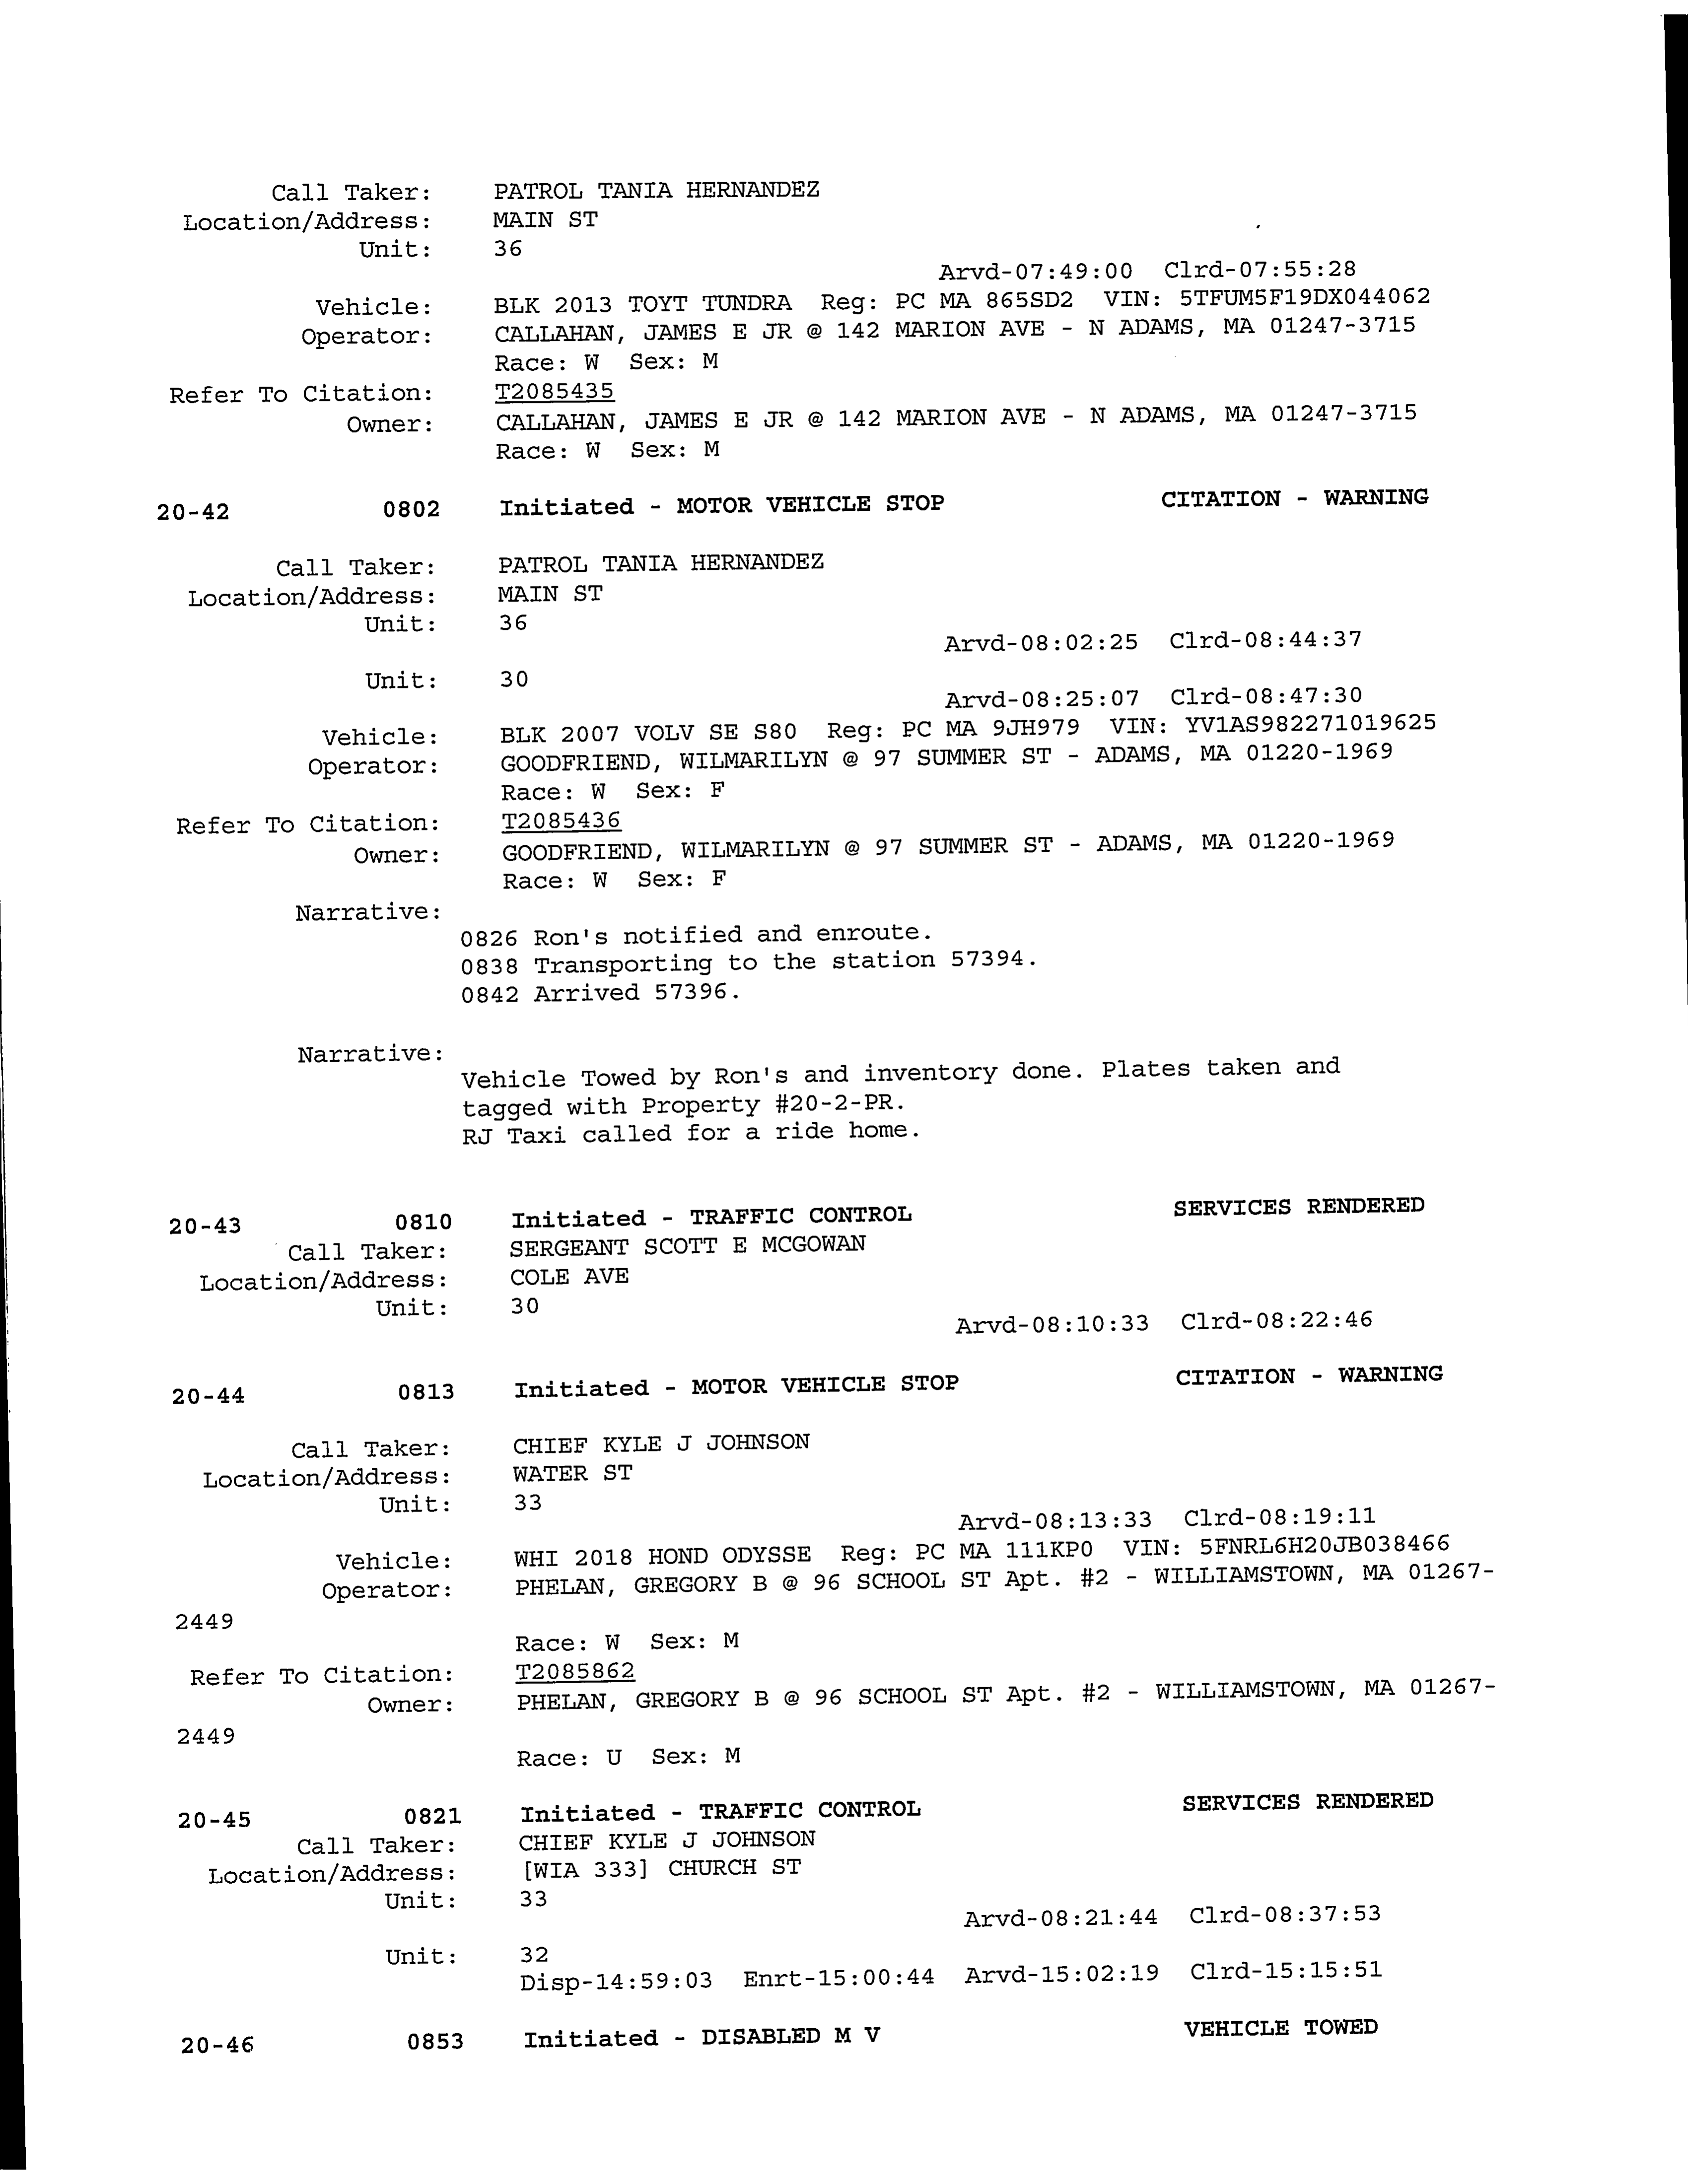 Call Taker: PATROL TANIA HERNANDEZ
Location/Address: MAIN ST
Unit: 36
Arvd-07:49:00 Clrd-07:55:28
Vehicle: BLK 2013 TOYT TUNDRA Reg: PC MA 865SD2 VIN: 5TFUM5F19DX044062
Operator: CALLAHAN, JAMES E JR @ 142 MARION AVE - N ADAMS, MA 01247-3715
Race: W Sex: M
Refer To Citation: T2085435
Owner: CALLAHAN, JAMES E JR @ 142 MARION AVE - N ADAMS, MA 01247-3715
Race: W Sex: M
20-42 0802 Initiated - MOTOR VEHICLE STOP CITATION - WARNING
Call Taker: PATROL TANIA HERNANDEZ
Location/Address: MAIN ST
Unit: 36
Arvd-08:02:25 Clrd-08:44:37
Unit: 30
Arvd-08:25:07 Clrd-08:47:30
Vehicle: BLK 2007 VOLV SE S80 Reg: PC MA 9JH979 VIN: YV1AS982271019625
Operator: GOODFRIEND, WILMARILYN @ 97 SUMMER ST - ADAMS, MA 01220-1969
Race: W Sex: F
Refer To Citation: T2085436
Owner: GOODFRIEND, WILMARILYN @ 97 SUMMER ST - ADAMS, MA 01220-1969
Race: W Sex: F
Narrative:
0826 Ron's notified and enroute.
0838 Transporting to the station 57394.
0842 Arrived 57396.
Narrative:
Vehicle Towed by Ron's and inventory done. Plates taken and
tagged with Property #20-2-PR.
RJ Taxi called for a ride home.
20-43 0810 Initiated - TRAFFIC CONTROL SERVICES RENDERED
Call Taker: SERGEANT SCOTT E MCGOWAN
Location/Address: COLE AVE
Unit: 30
Arvd-08:10:33 Clrd-08:22:46
20-44 0813 Initiated - MOTOR VEHICLE STOP CITATION - WARNING
Call Taker: CHIEF KYLE J JOHNSON
Location/Address: WATER ST
Unit: 33
Arvd-08:13:33 Clrd-08:19:11
Vehicle: WHI 2018 HOND ODYSSE Reg: PC MA 111KP0 VIN: 5FNRL6H20JB038466
Operator: PHELAN, GREGORY B @ 96 SCHOOL ST Apt. #2 - WILLIAMSTOWN, MA 01267-
2449
Race: W Sex: M
Refer To Citation: T2085862
Owner: PHELAN, GREGORY B @ 96 SCHOOL ST Apt. #2 - WILLIAMSTOWN, MA 01267-
2449
Race: U Sex: M
20-45 0821 Initiated - TRAFFIC CONTROL SERVICES RENDERED
Call Taker: CHIEF KYLE J JOHNSON
Location/Address: [WIA 333] CHURCH ST
Unit: 33
Arvd-08:21:44 Clrd-08:37:53
Unit: 32
Disp-14:59:03 Enrt-15:00:44 Arvd-15:02:19 Clrd-15:15:51
20-46 0853 Initiated - DISABLED M V VEHICLE TOWED